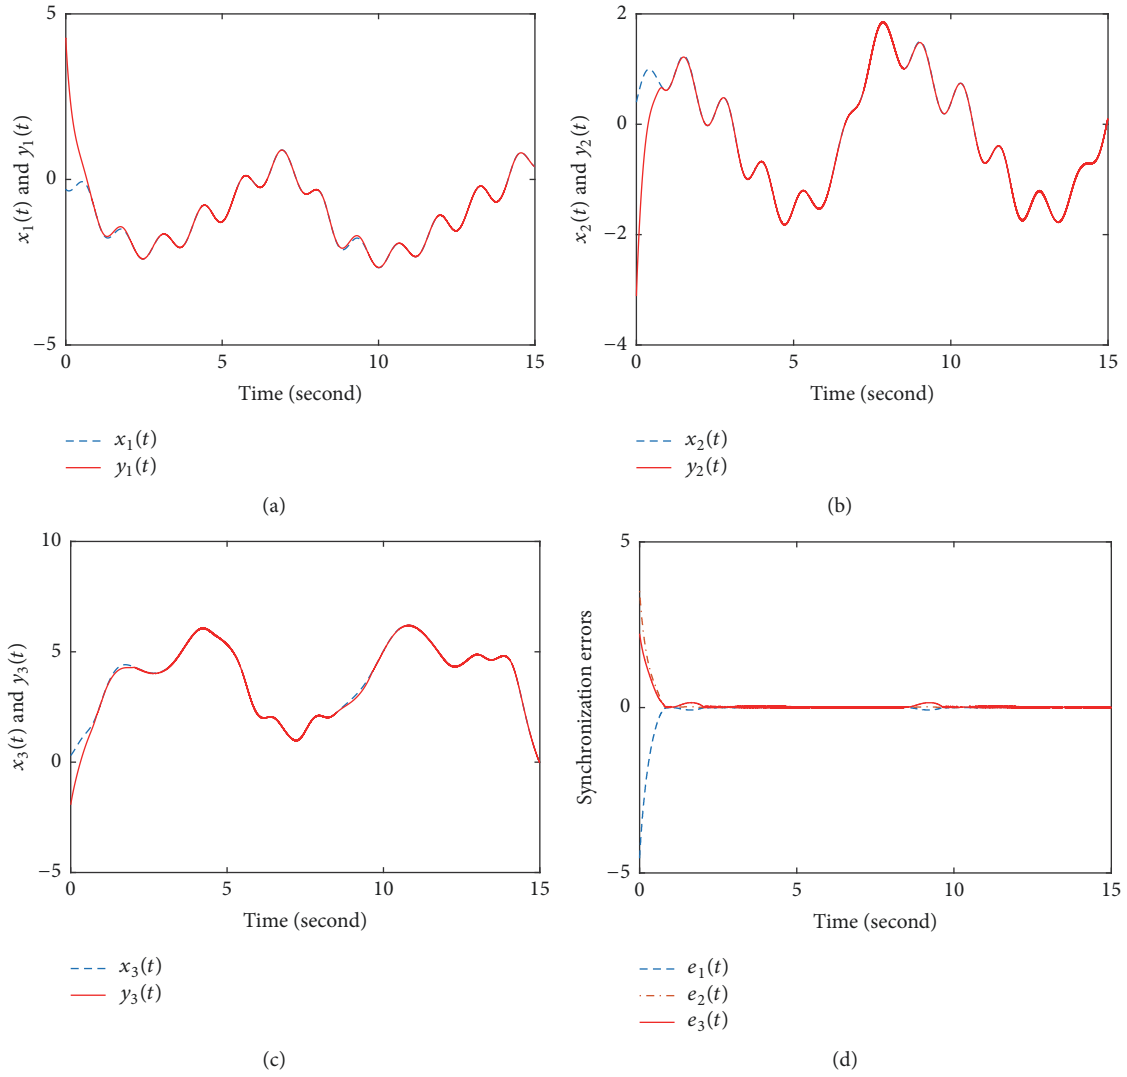 5
0
−5
x₁(t) and y₁(t)
0 5 10 15
Time (second)
x₁(t)
y₁(t)
(a)
2
0
−2
−4
x₂(t) and y₂(t)
0 5 10 15
Time (second)
x₂(t)
y₂(t)
(b)
10
5
0
−5
x₃(t) and y₃(t)
0 5 10 15
Time (second)
x₃(t)
y₃(t)
(c)
5
0
−5
Synchronization errors
0 5 10 15
Time (second)
e₁(t)
e₂(t)
e₃(t)
(d)